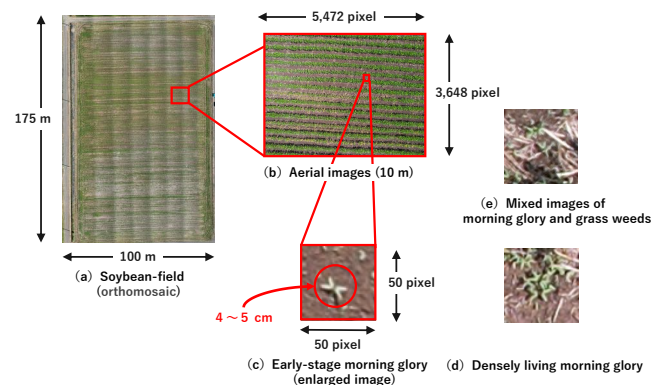 5,472 pixel
175 m
3,648 pixel
(b) Aerial images (10 m)
(e) Mixed images of
morning glory and grass weeds
100 m
(a) Soybean-field
(orthomosaic)
50 pixel
4～5 cm
50 pixel
(c) Early-stage morning glory
(enlarged image)
(d) Densely living morning glory